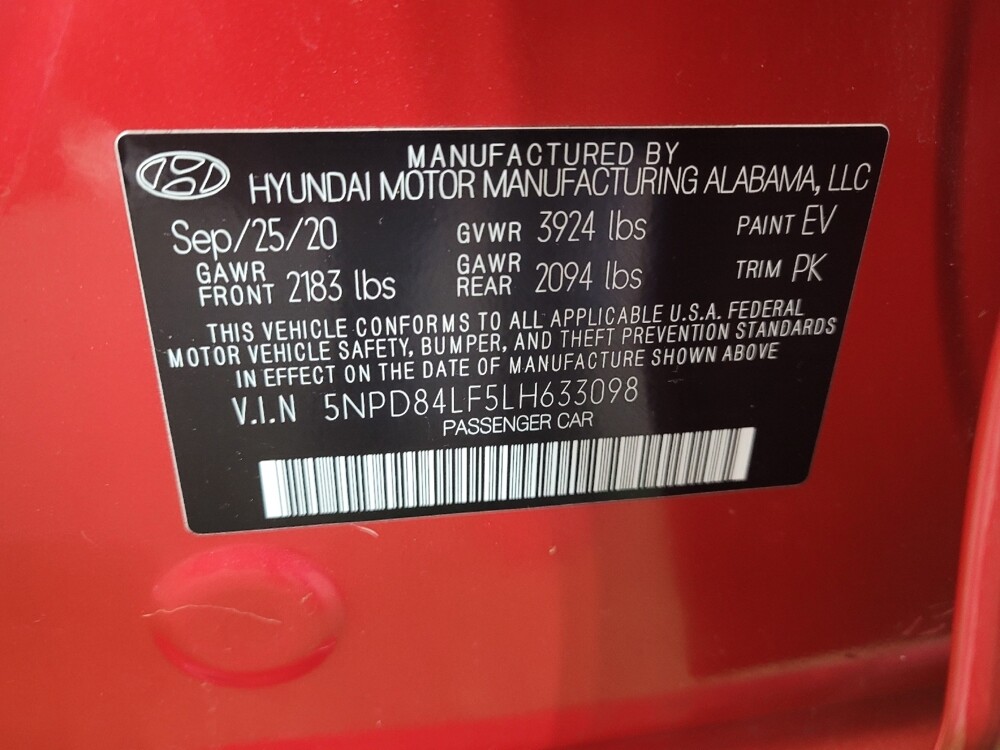 MANUFACTURED BY
HYUNDAI MOTOR MANUFACTURING ALABAMA, LLC
Sep/25/20 GVWR 3924 lbs PAINT EV
GAWR FRONT 2183 lbs GAWR REAR 2094 lbs TRIM PK
THIS VEHICLE CONFORMS TO ALL APPLICABLE U.S.A. FEDERAL
MOTOR VEHICLE SAFETY, BUMPER, AND THEFT PREVENTION STANDARDS
IN EFFECT ON THE DATE OF MANUFACTURE SHOWN ABOVE
V.I.N 5NPD84LF5LH633098
PASSENGER CAR